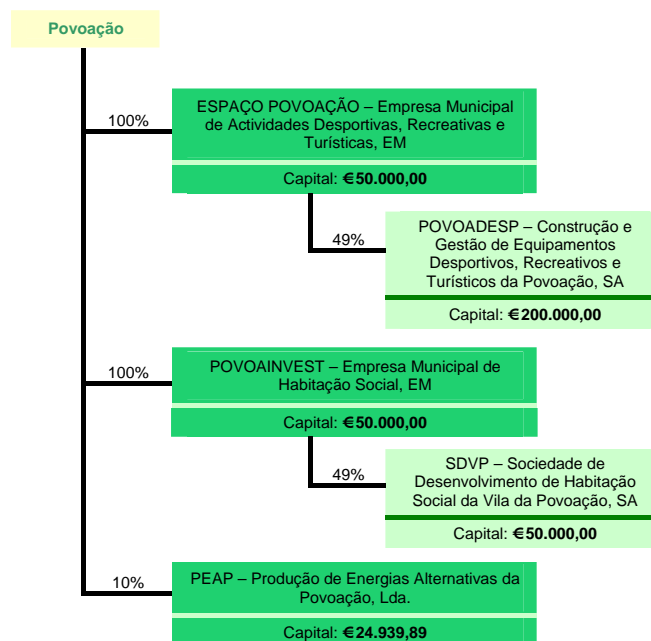 Povoação
100%
ESPAÇO POVOAÇÃO – Empresa Municipal
de Actividades Desportivas, Recreativas e
Turísticas, EM
Capital: €50.000,00
49%
POVOADESP – Construção e
Gestão de Equipamentos
Desportivos, Recreativos e
Turísticos da Povoação, SA
Capital: €200.000,00
100%
POVOAINVEST – Empresa Municipal de
Habitação Social, EM
Capital: €50.000,00
49%
SDVP – Sociedade de
Desenvolvimento de Habitação
Social da Vila da Povoação, SA
Capital: €50.000,00
10%
PEAP – Produção de Energias Alternativas da
Povoação, Lda.
Capital: €24.939,89